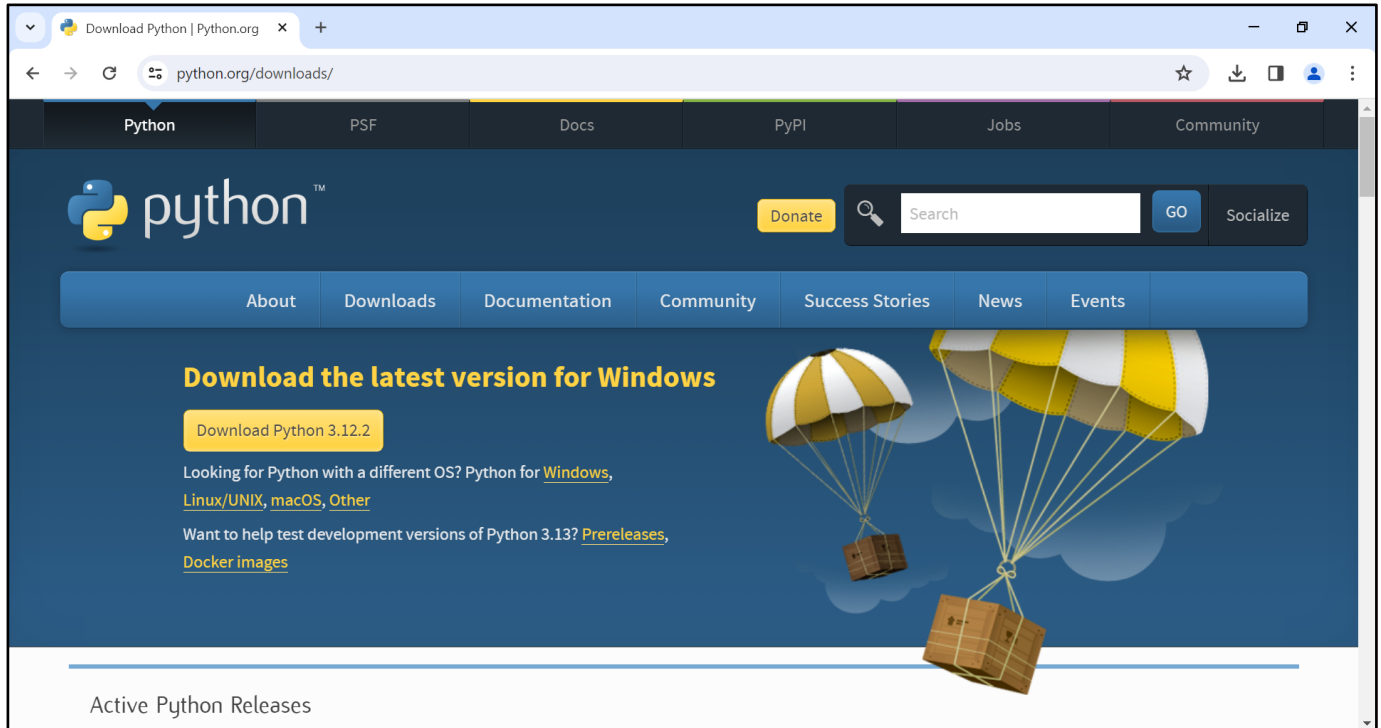 Download Python | Python.org
python.org/downloads/
Python PSF Docs PyPI Jobs Community
python™
Donate Search GO Socialize
About Downloads Documentation Community Success Stories News Events
Download the latest version for Windows
Download Python 3.12.2
Looking for Python with a different OS? Python for Windows,
Linux/UNIX, macOS, Other
Want to help test development versions of Python 3.13? Prereleases,
Docker images
Active Python Releases